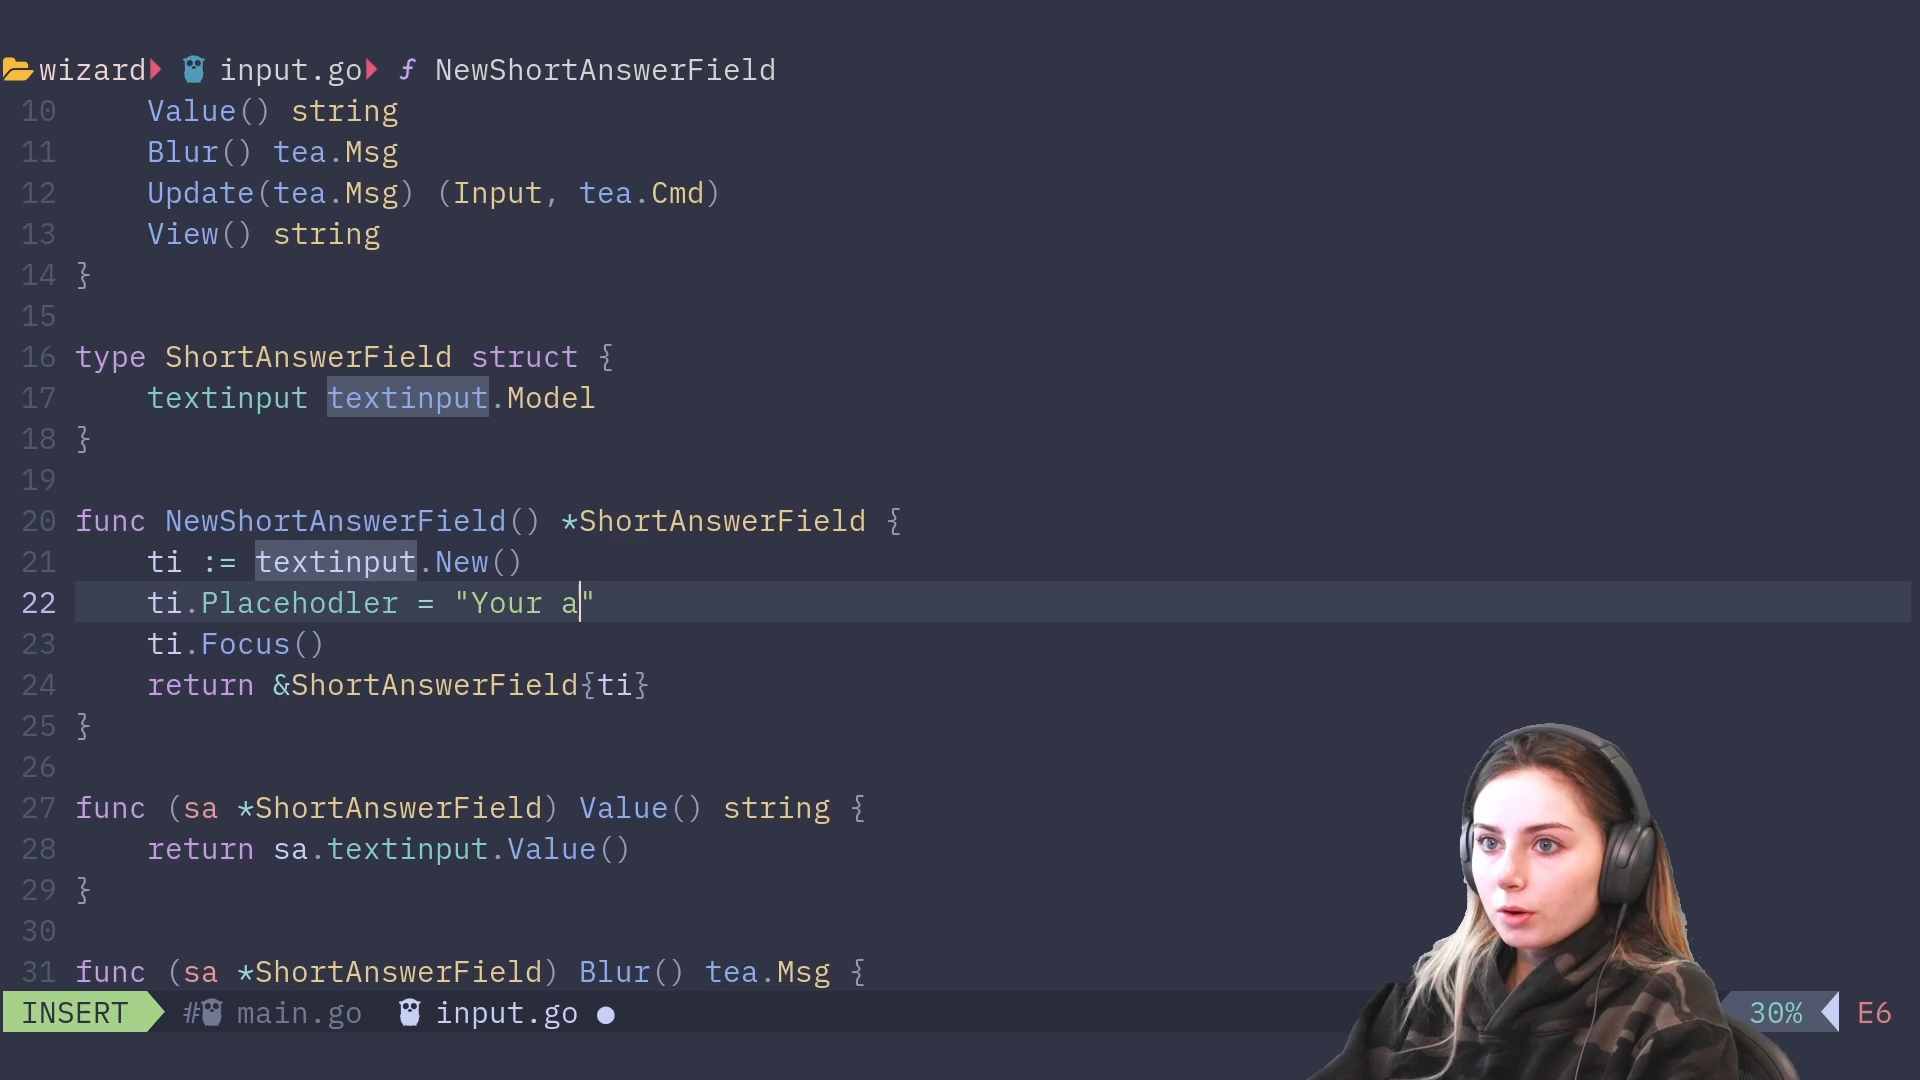 wizard input.go NewShortAnswerField
10 Value() string
11 Blur() tea.Msg
12 Update(tea.Msg) (Input, tea.Cmd)
13 View() string
14 }
15
16 type ShortAnswerField struct {
17 textinput textinput.Model
18 }
19
20 func NewShortAnswerField() *ShortAnswerField {
21 ti := textinput.New()
22 ti.Placehodler = "Your a"
23 ti.Focus()
24 return &ShortAnswerField{ti}
25 }
26
27 func (sa *ShortAnswerField) Value() string {
28 return sa.textinput.Value()
29 }
30
31 func (sa *ShortAnswerField) Blur() tea.Msg {
INSERT # main.go input.go ● 30% E6